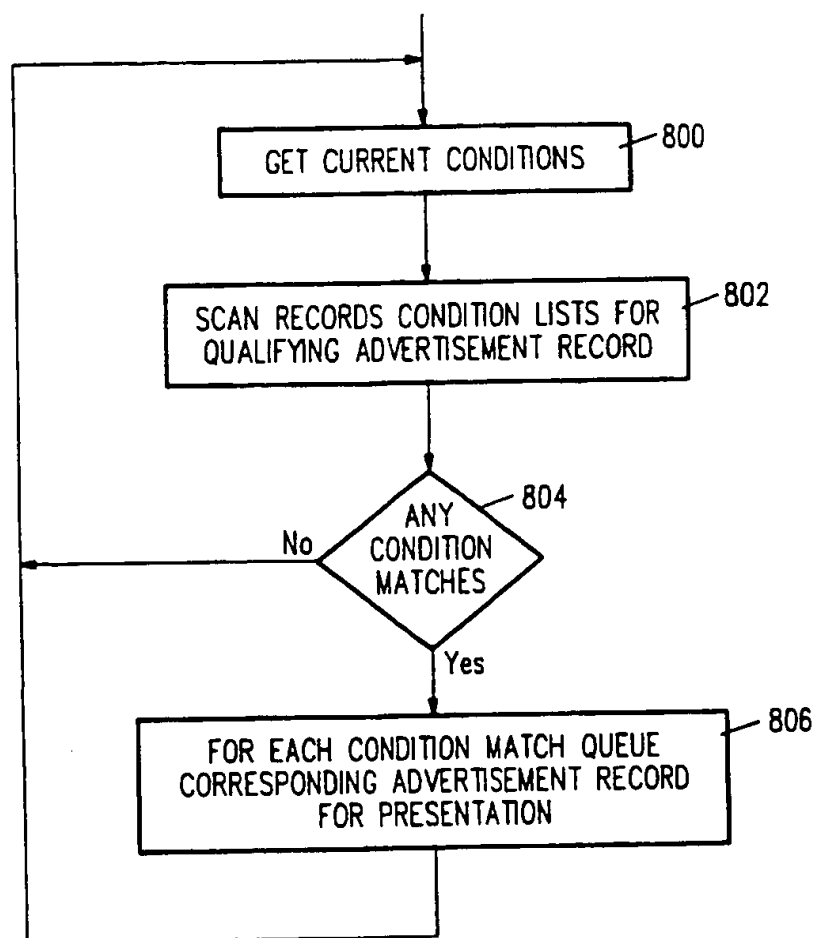 GET CURRENT CONDITIONS
800
SCAN RECORDS CONDITION LISTS FOR
QUALIFYING ADVERTISEMENT RECORD
802
ANY
CONDITION
MATCHES
804
No
Yes
FOR EACH CONDITION MATCH QUEUE
CORRESPONDING ADVERTISEMENT RECORD
FOR PRESENTATION
806